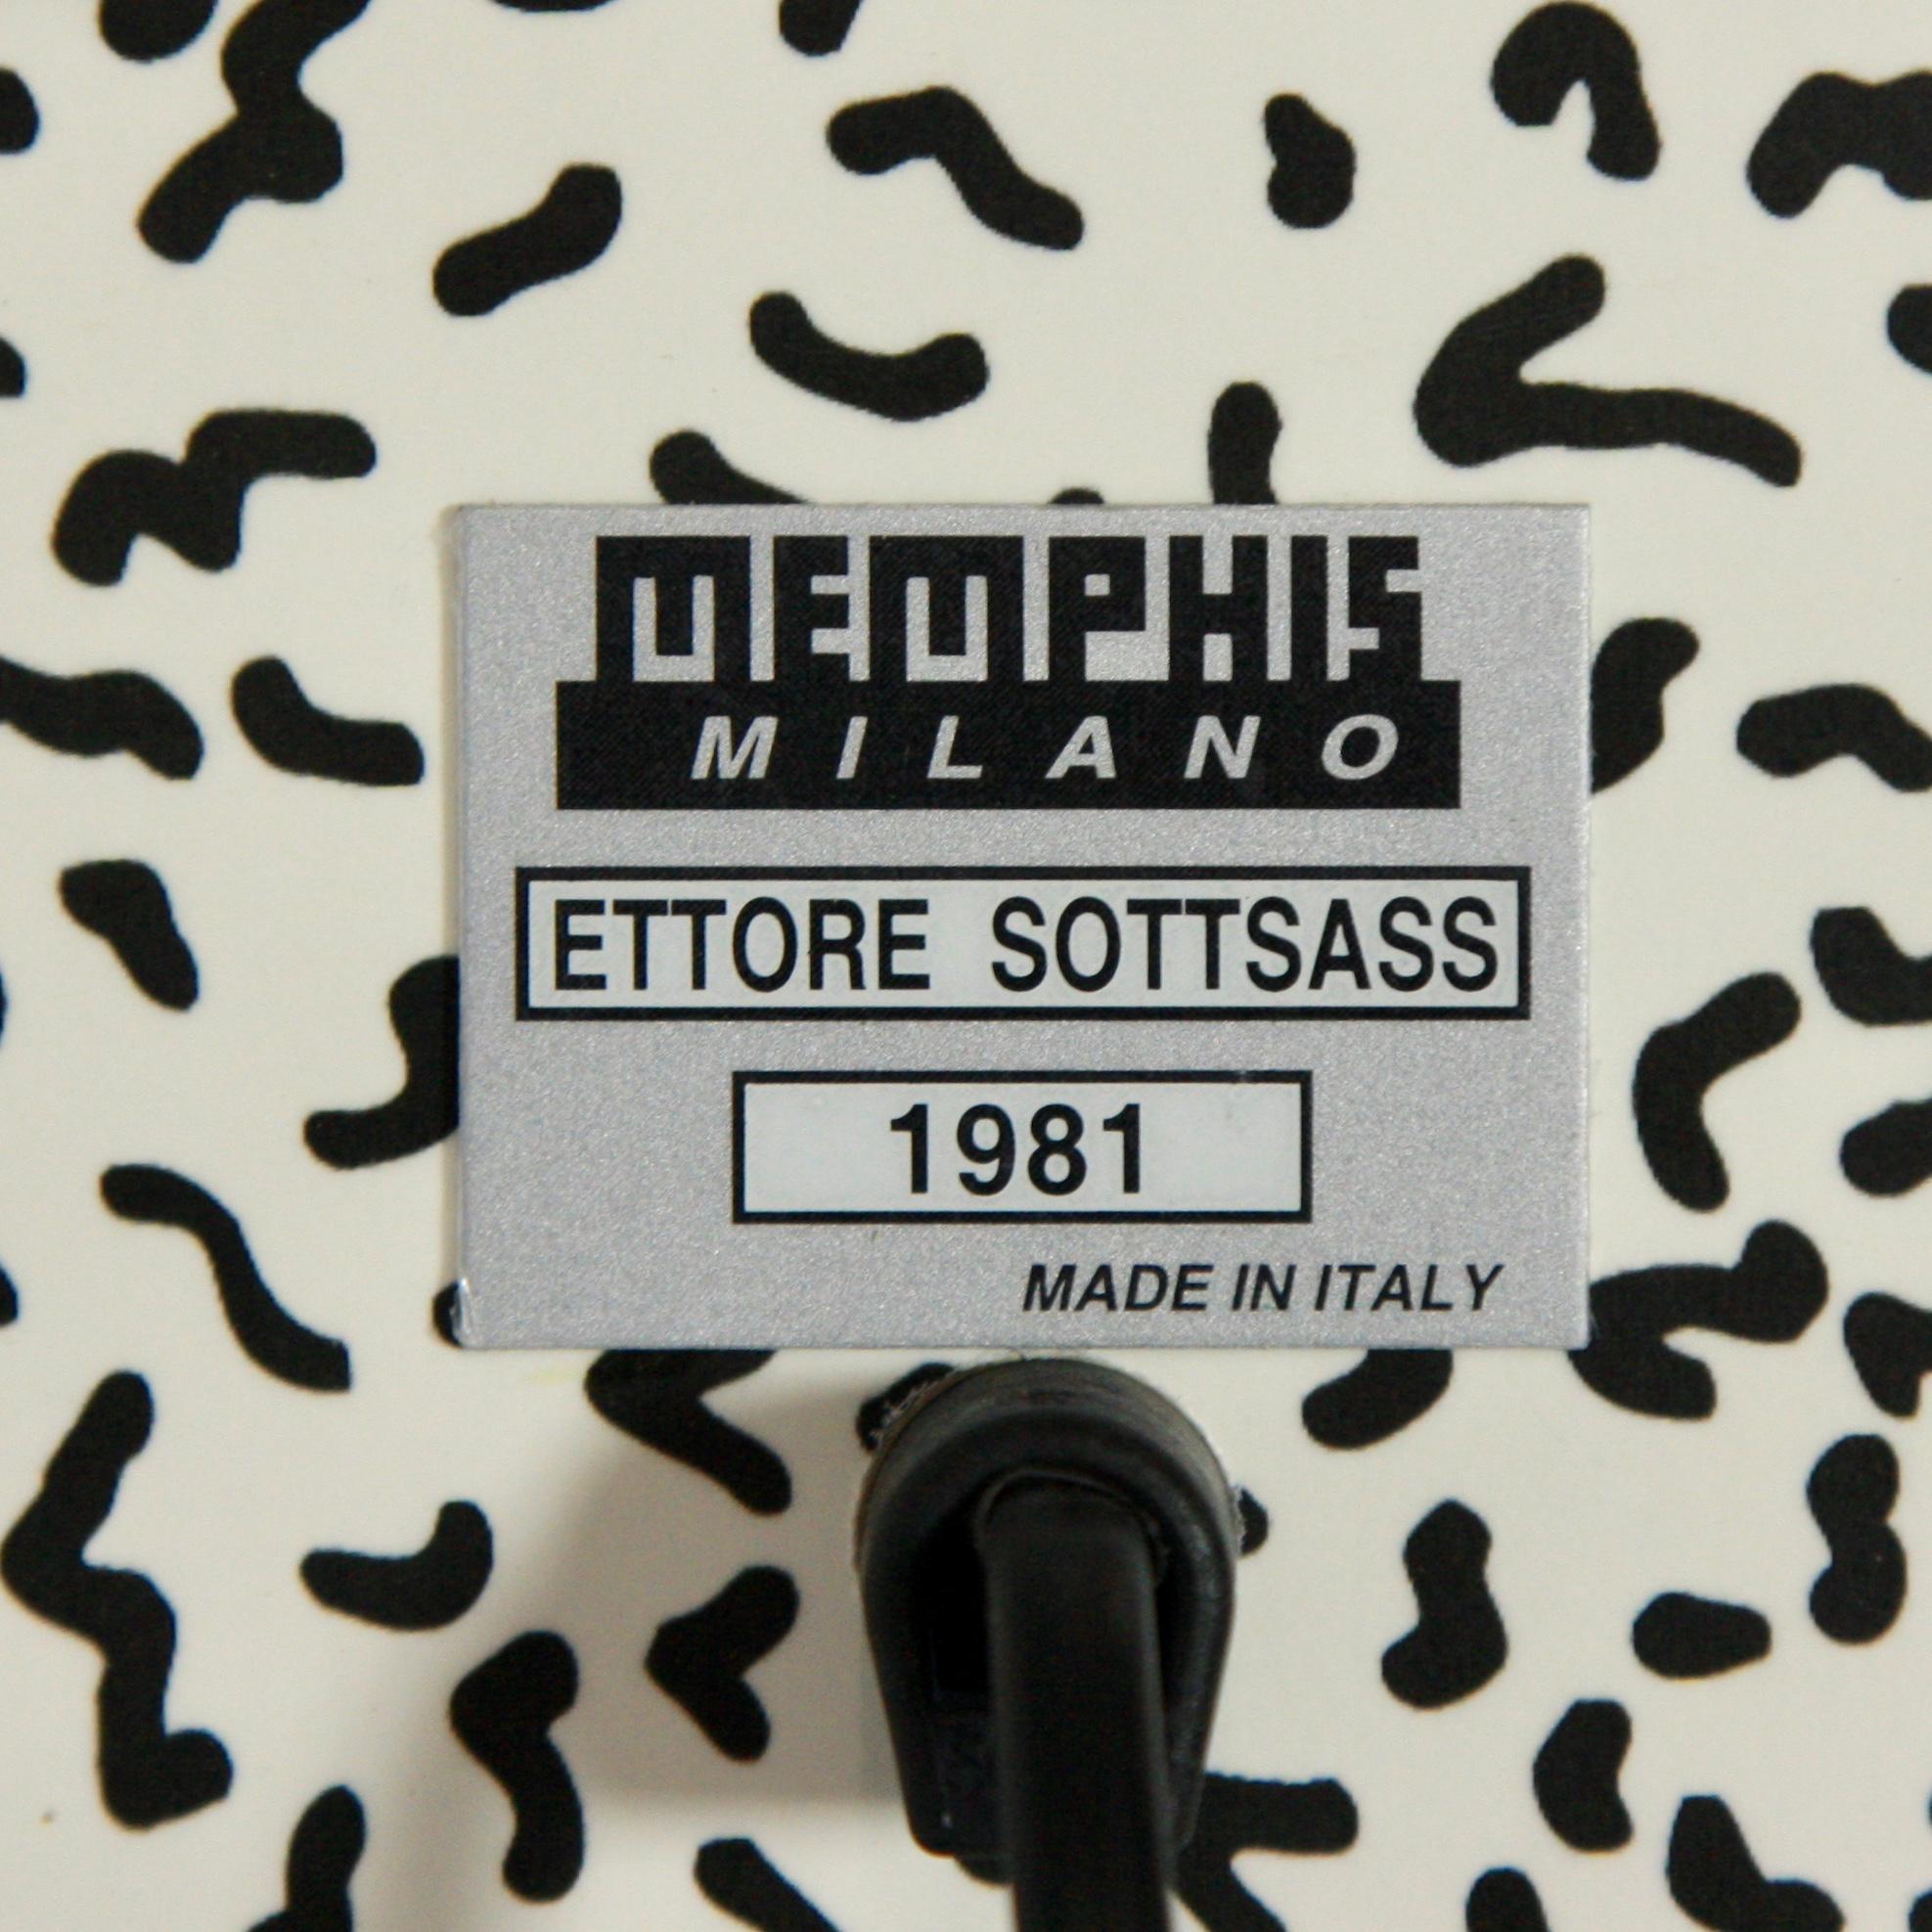 MEMPHIS
MILANO
ETTORE SOTTSASS
1981
MADE IN ITALY